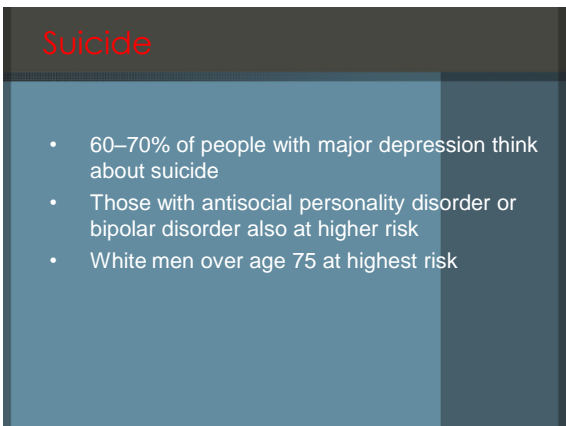 Suicide
• 60–70% of people with major depression think
about suicide
• Those with antisocial personality disorder or
bipolar disorder also at higher risk
• White men over age 75 at highest risk